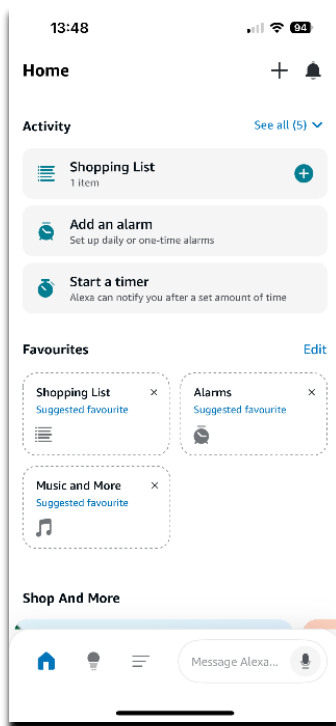 13:48
94
Home
Activity
See all (5)
Shopping List
1 item
Add an alarm
Set up daily or one-time alarms
Start a timer
Alexa can notify you after a set amount of time
Favourites
Edit
Shopping List ×
Suggested favourite
Alarms ×
Suggested favourite
Music and More ×
Suggested favourite
Shop And More
Message Alexa...